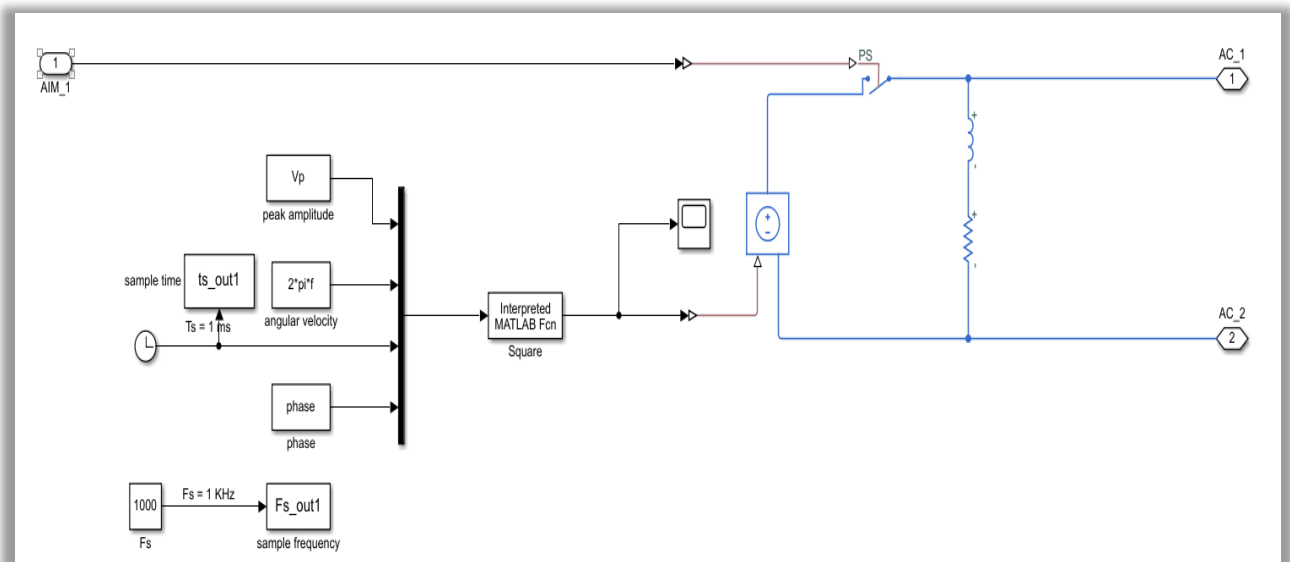 1
AIM_1
PS
AC_1
1
Vp
peak amplitude
+
-
+
-
sample time
ts_out1
Ts = 1 ms
2*pi*f
angular velocity
+
−
Interpreted
MATLAB Fcn
Square
AC_2
2
phase
phase
1000
Fs
Fs = 1 KHz
Fs_out1
sample frequency